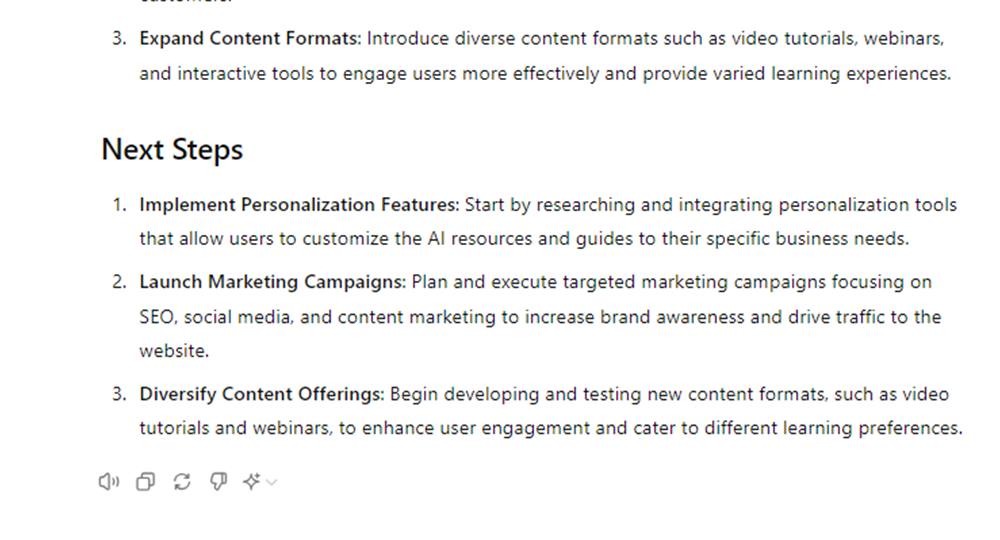 customers.
3. Expand Content Formats: Introduce diverse content formats such as video tutorials, webinars,
and interactive tools to engage users more effectively and provide varied learning experiences.
Next Steps
1. Implement Personalization Features: Start by researching and integrating personalization tools
that allow users to customize the AI resources and guides to their specific business needs.
2. Launch Marketing Campaigns: Plan and execute targeted marketing campaigns focusing on
SEO, social media, and content marketing to increase brand awareness and drive traffic to the
website.
3. Diversify Content Offerings: Begin developing and testing new content formats, such as video
tutorials and webinars, to enhance user engagement and cater to different learning preferences.